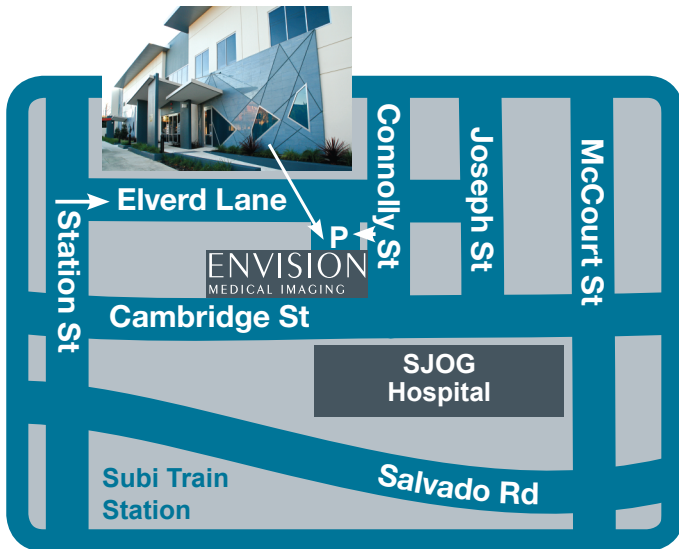 Connolly St
Joseph St
McCourt St
Elverd Lane
Station St
P
ENVISION
MEDICAL IMAGING
Cambridge St
SJOG
Hospital
Salvado Rd
Subi Train
Station